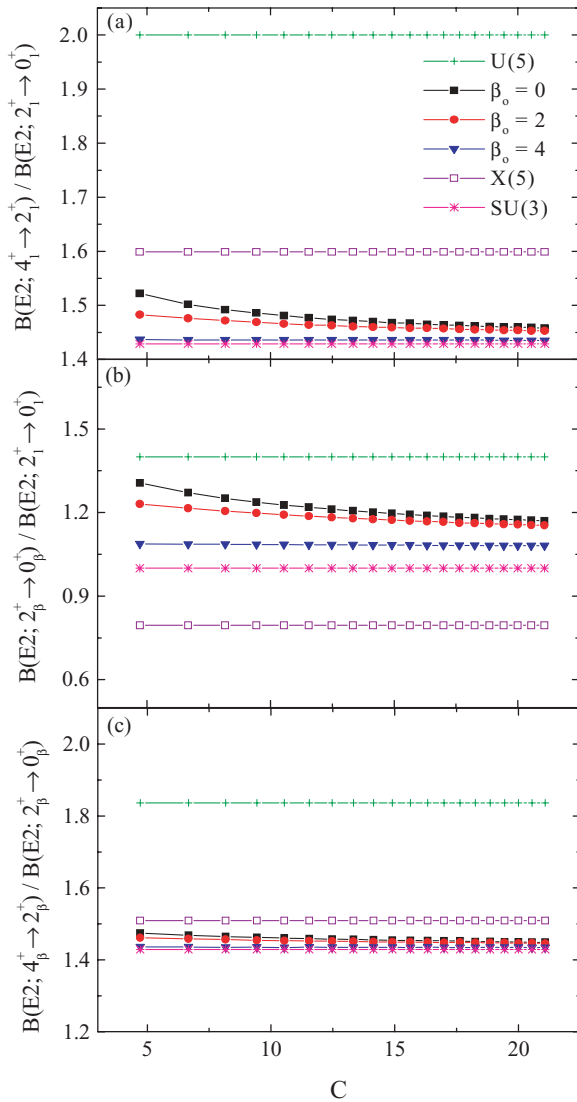 (a)
2.0
1.9
1.8
1.7
1.6
1.5
1.4
B(E2; 4₁⁺ → 2₁⁺) / B(E2; 2₁⁺ → 0₁⁺)
U(5)
βₒ = 0
βₒ = 2
βₒ = 4
X(5)
SU(3)
(b)
1.5
1.2
0.9
0.6
B(E2; 2ᵦ⁺ → 0ᵦ⁺) / B(E2; 2₁⁺ → 0₁⁺)
(c)
2.0
1.8
1.6
1.4
1.2
B(E2; 4ᵦ⁺ → 2ᵦ⁺) / B(E2; 2ᵦ⁺ → 0ᵦ⁺)
5 10 15 20
C